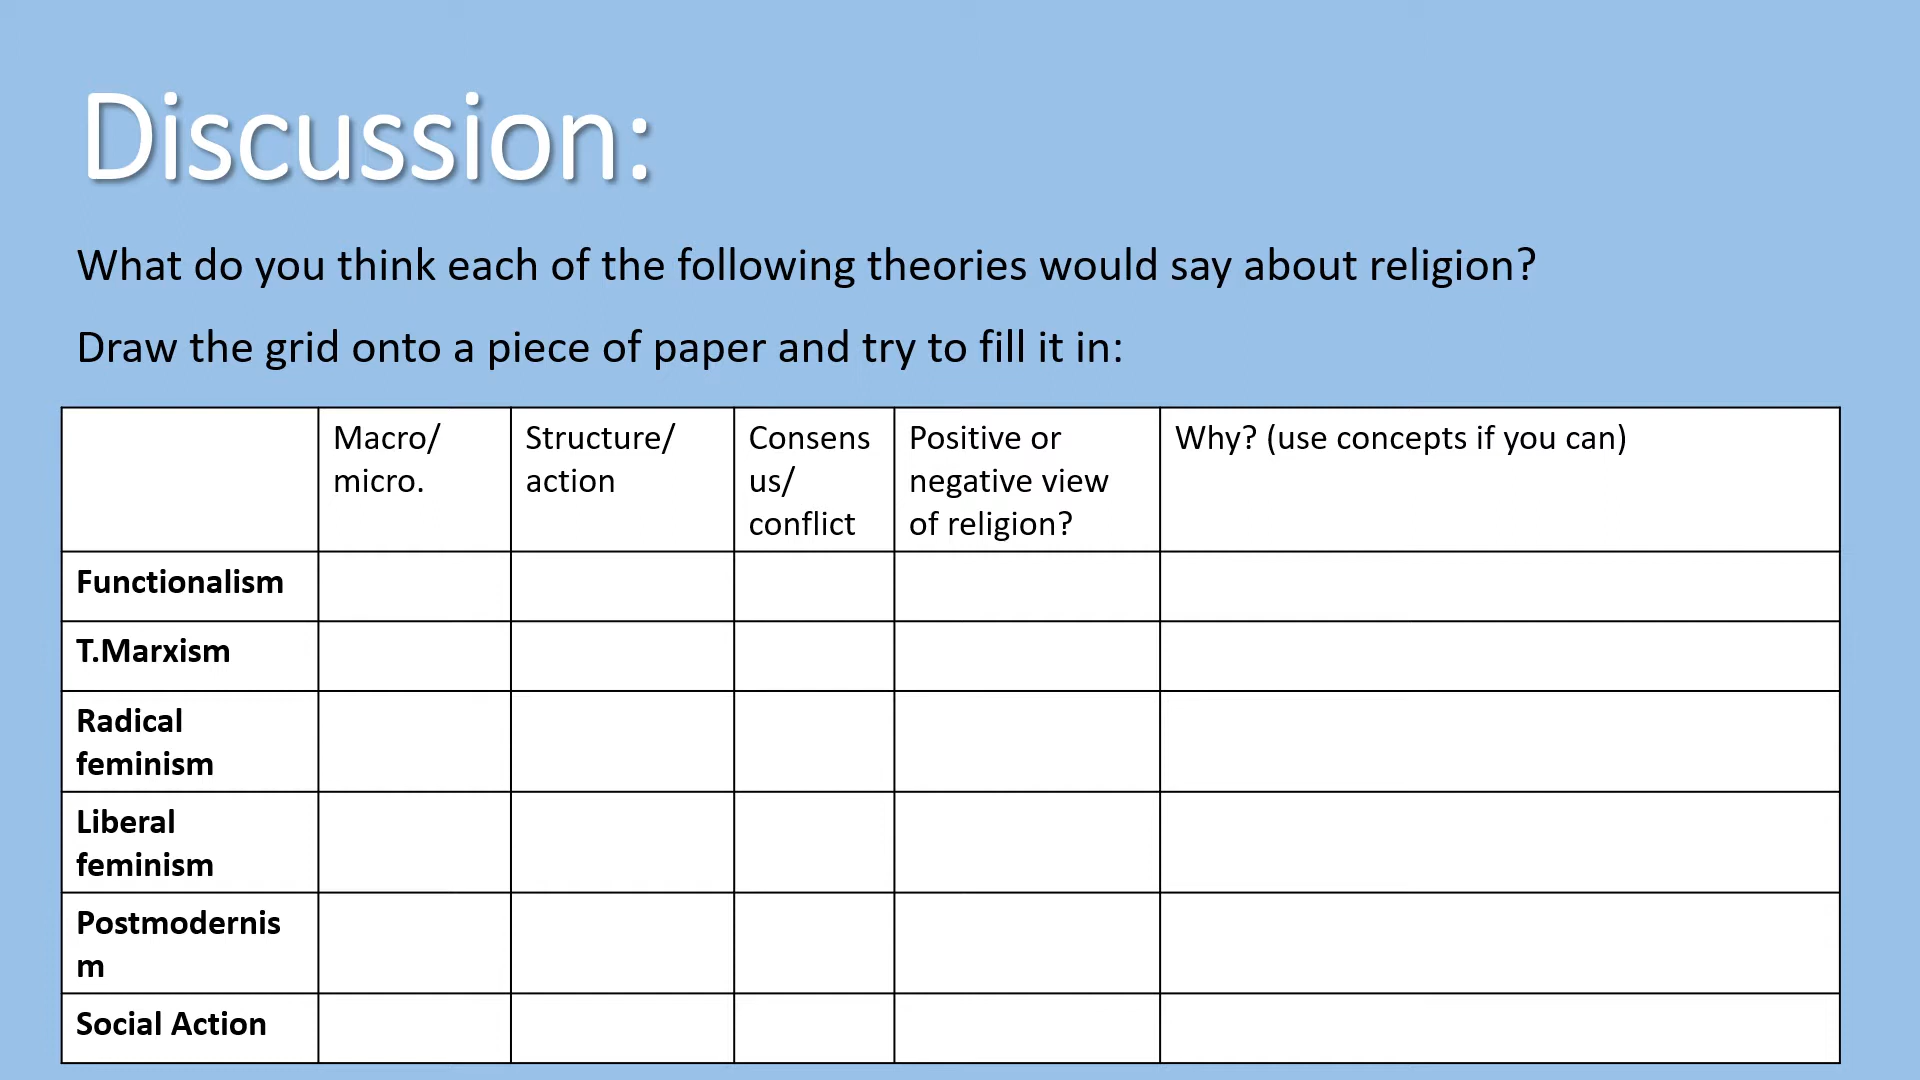 Discussion:
What do you think each of the following theories would say about religion?
Draw the grid onto a piece of paper and try to fill it in:
Macro/
micro.
Structure/
action
Consens
us/
conflict
Positive or
negative view
of religion?
Why? (use concepts if you can)
Functionalism
T.Marxism
Radical
feminism
Liberal
feminism
Postmodernis
m
Social Action